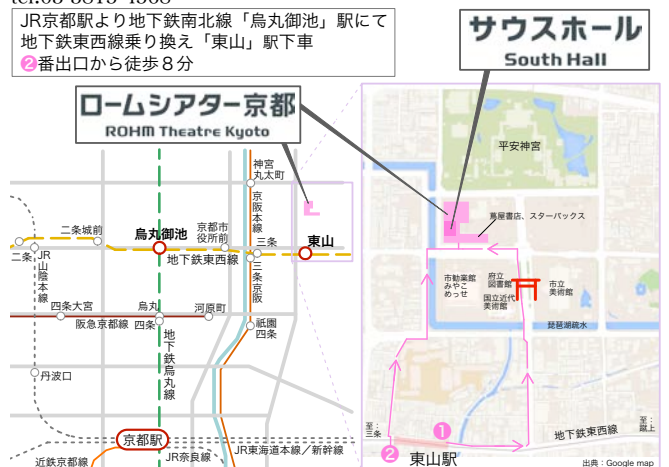 JR京都駅より地下鉄南北線「烏丸御池」駅にて
地下鉄東西線乗り換え「東山」駅下車
❷番出口から徒歩８分
サウスホール
South Hall
ロームシアター京都
ROHM Theatre Kyoto
神宮
丸太町
京阪本線
二条城前
烏丸御池
京都市
役所前
三条
東山
二条
JR山陰本線
地下鉄東西線
三条京阪
四条大宮
烏丸
河原町
阪急京都線
四条
祇園
四条
地下鉄烏丸線
丹波口
京都駅
JR東海道本線／新幹線
近鉄京都線
JR奈良線
平安神宮
蔦屋書店、スターバックス
市勧業館
みやこ
めっせ
府立
図書館
国立近代
美術館
市立
美術館
琵琶湖疏水
至：
三条
❶
❷
東山駅
地下鉄東西線
至：
蹴上
出典：Google map